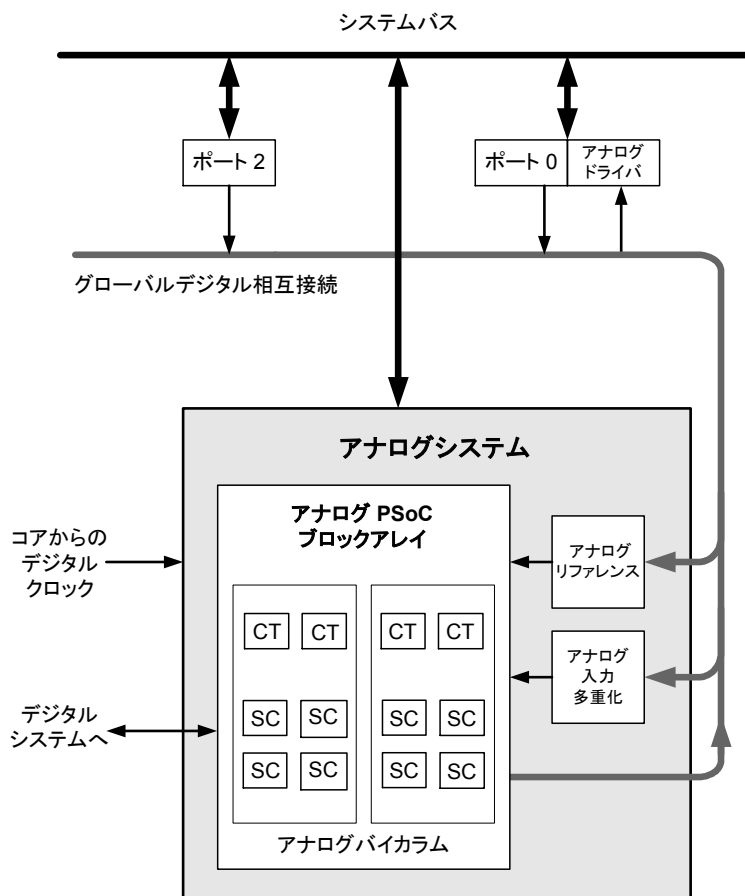 システムバス
ポート 2
ポート 0
アナログ
ドライバ
グローバルデジタル相互接続
アナログシステム
アナログ PSoC
ブロックアレイ
コアからの
デジタル
クロック
アナログ
リファレンス
CT CT CT CT
アナログ
入力
多重化
デジタル
システムへ
SC SC SC SC
SC SC SC SC
アナログバイカラム